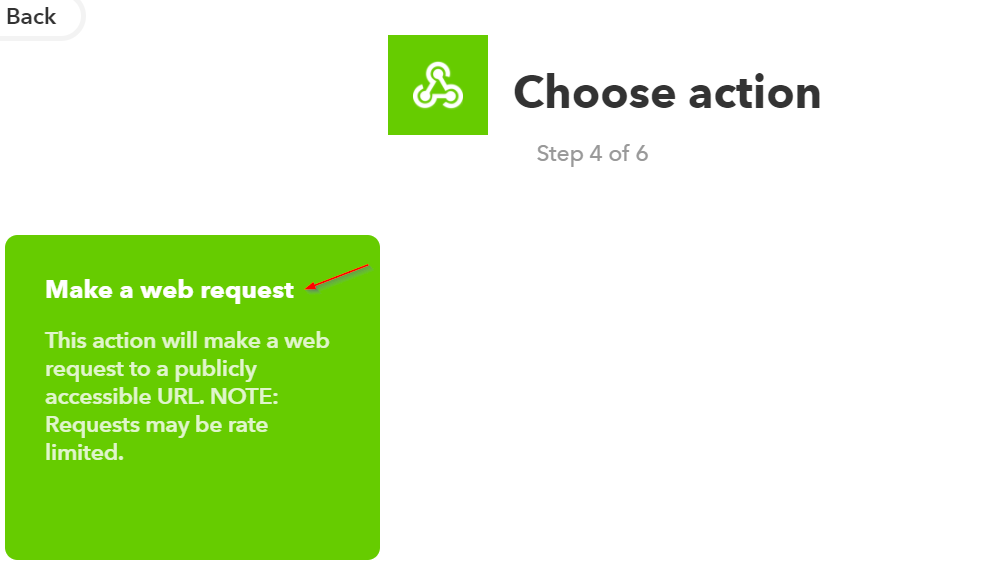 Back
Choose action
Step 4 of 6
Make a web request
This action will make a web
request to a publicly
accessible URL. NOTE:
Requests may be rate
limited.